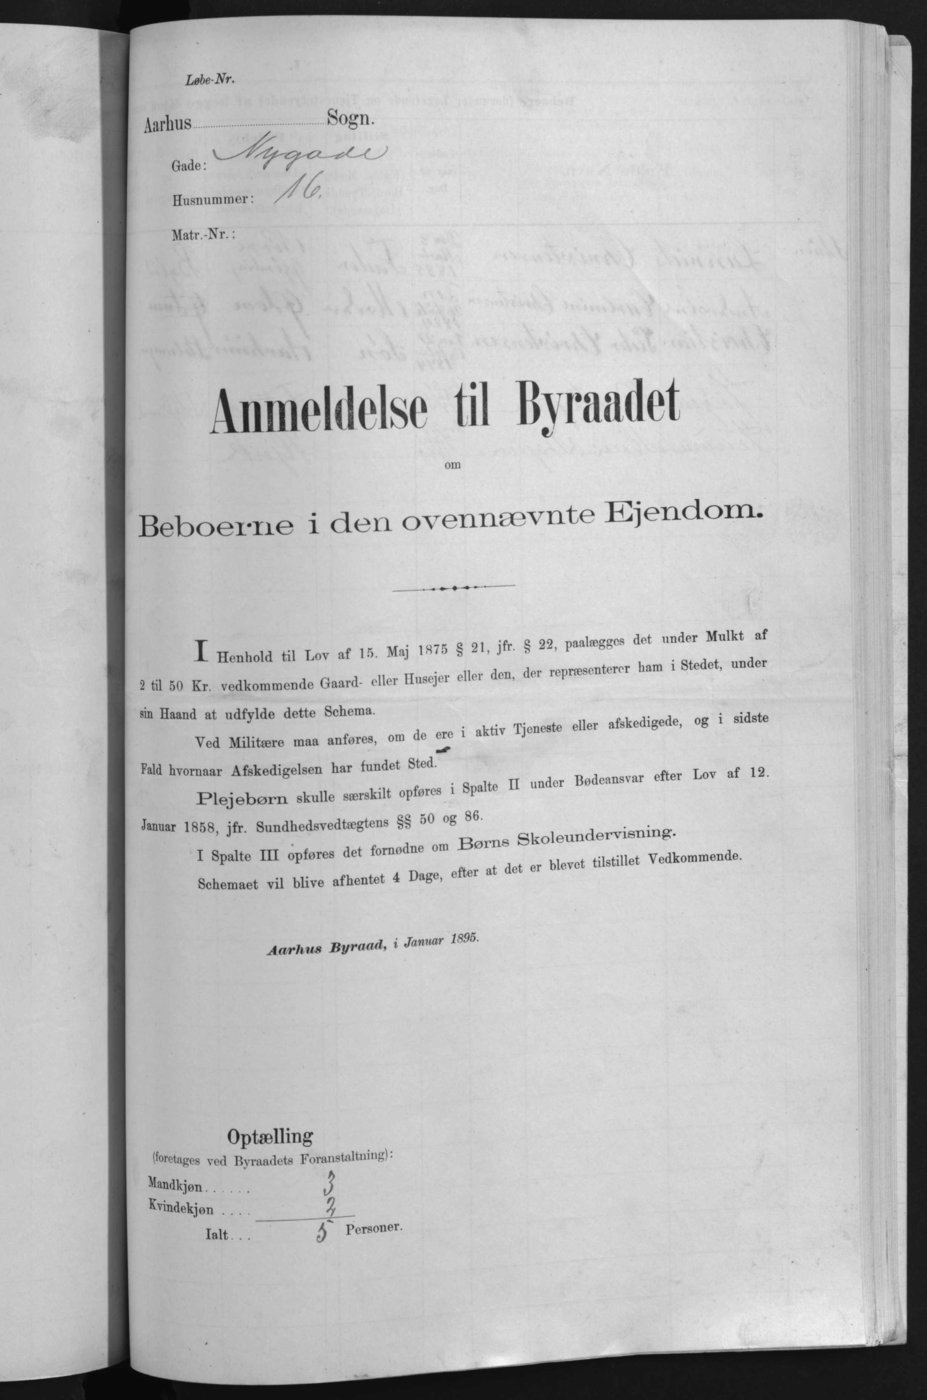 Løbe-Nr.
Aarhus Sogn.
Gade: Nygade
Husnummer: 16.
Matr.-Nr.:
Anmeldelse til Byraadet
om
Beboerne i den ovennævnte Ejendom.
I Henhold til Lov af 15. Maj 1875 § 21, jfr. § 22, paalægges det under Mulkt af
2 til 50 Kr. vedkommende Gaard- eller Husejer eller den, der repræsenterer ham i Stedet, under
sin Haand at udfylde dette Schema.
Ved Militære maa anføres, om de ere i aktiv Tjeneste eller afskedigede, og i sidste
Fald hvornaar Afskedigelsen har fundet Sted.
Plejebørn skulle særskilt opføres i Spalte II under Bødeansvar efter Lov af 12.
Januar 1858, jfr. Sundhedsvedtægtens §§ 50 og 86.
I Spalte III opføres det fornødne om Børns Skoleundervisning.
Schemaet vil blive afhentet 4 Dage, efter at det er blevet tilstillet Vedkommende.
Aarhus Byraad, i Januar 1895.
Optælling
(foretages ved Byraadets Foranstaltning):
Mandkjøn...... 3
Kvindekjøn .... 2
Ialt... 5 Personer.